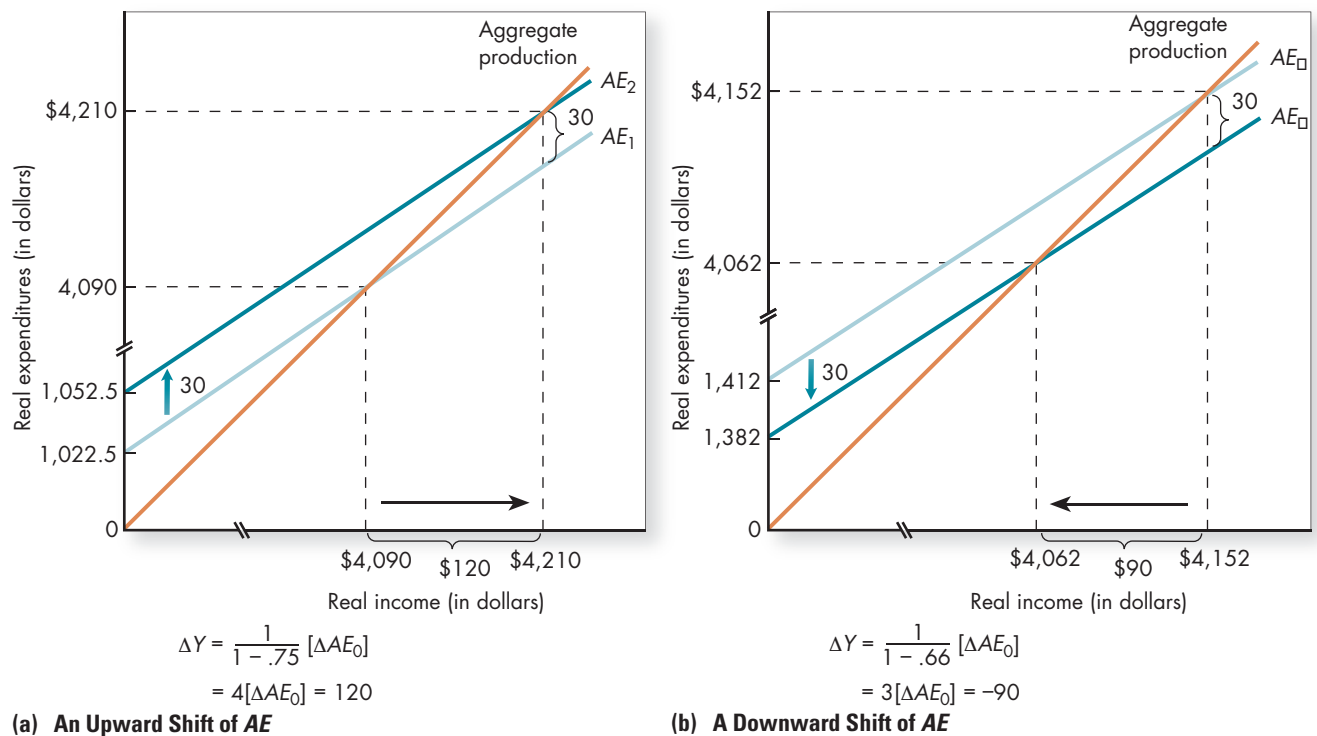 Aggregate
production
AE₂
$4,210
30
AE₁
Real expenditures (in dollars)
4,090
1,052.5
30
1,022.5
0
$4,090
$120
$4,210
Real income (in dollars)
ΔY = 1/(1 − .75) [ΔAE₀]
= 4[ΔAE₀] = 120
(a) An Upward Shift of AE
Aggregate
production
AE□
$4,152
30
AE□
Real expenditures (in dollars)
4,062
1,412
30
1,382
0
$4,062
$90
$4,152
Real income (in dollars)
ΔY = 1/(1 − .66) [ΔAE₀]
= 3[ΔAE₀] = −90
(b) A Downward Shift of AE